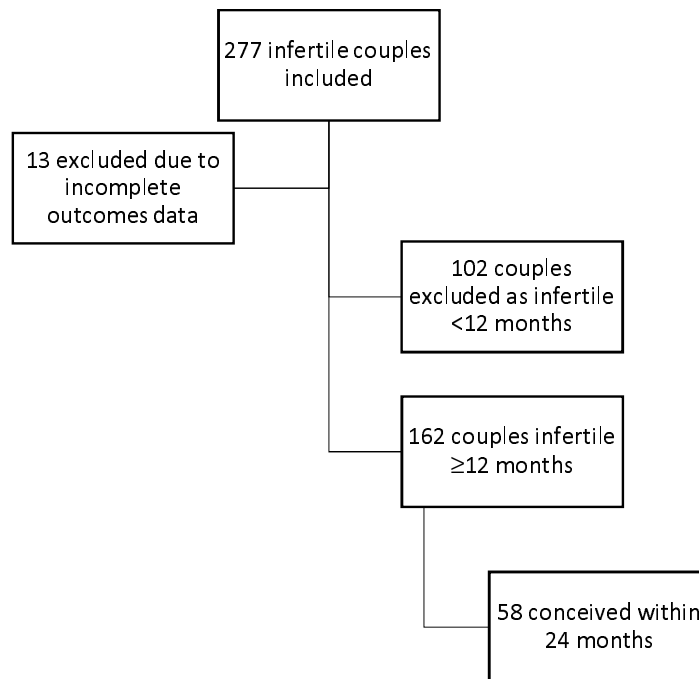 277 infertile couples
included
13 excluded due to
incomplete
outcomes data
102 couples
excluded as infertile
<12 months
162 couples infertile
≥12 months
58 conceived within
24 months